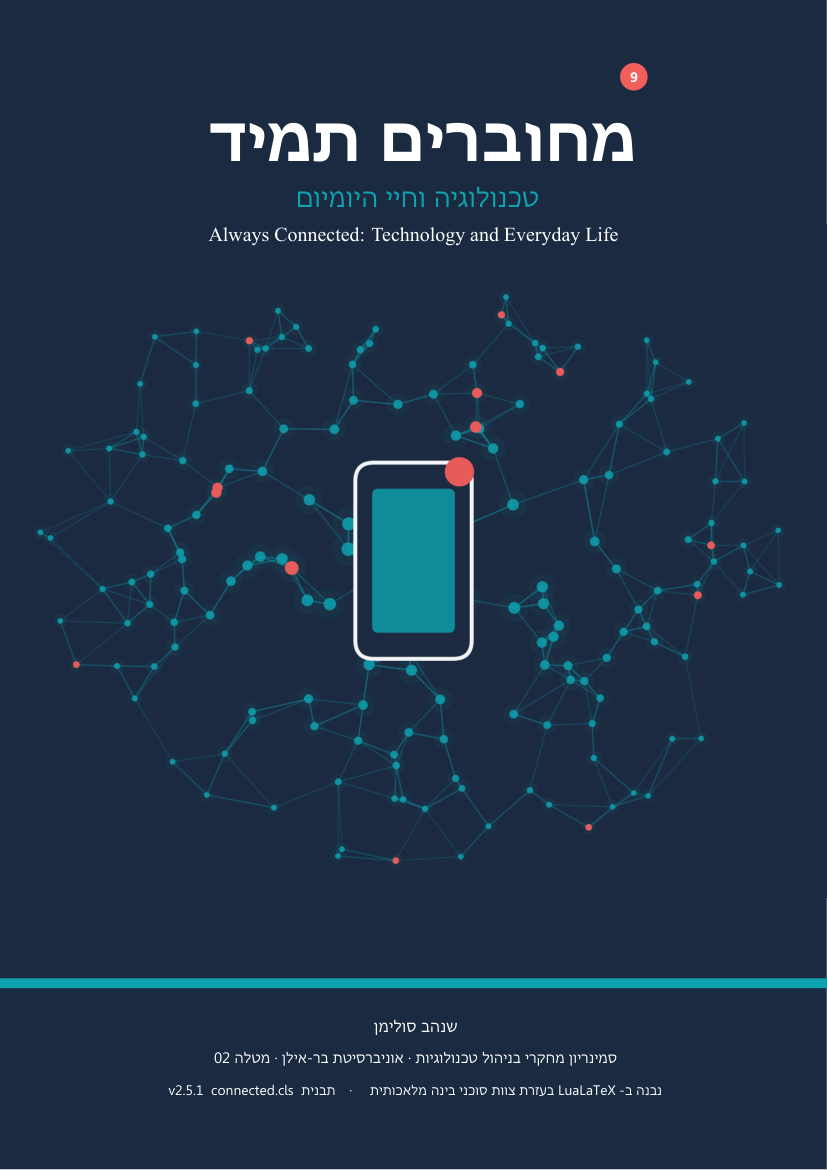 9
מחוברים תמיד
טכנולוגיה וחיי היומיום
Always Connected: Technology and Everyday Life
שנהב סולימן
סמינריון מחקרי בניהול טכנולוגיות · אוניברסיטת בר-אילן · מטלה 02
נבנה ב- LuaLaTeX בעזרת צוות סוכני בינה מלאכותית · תבנית connected.cls v2.5.1